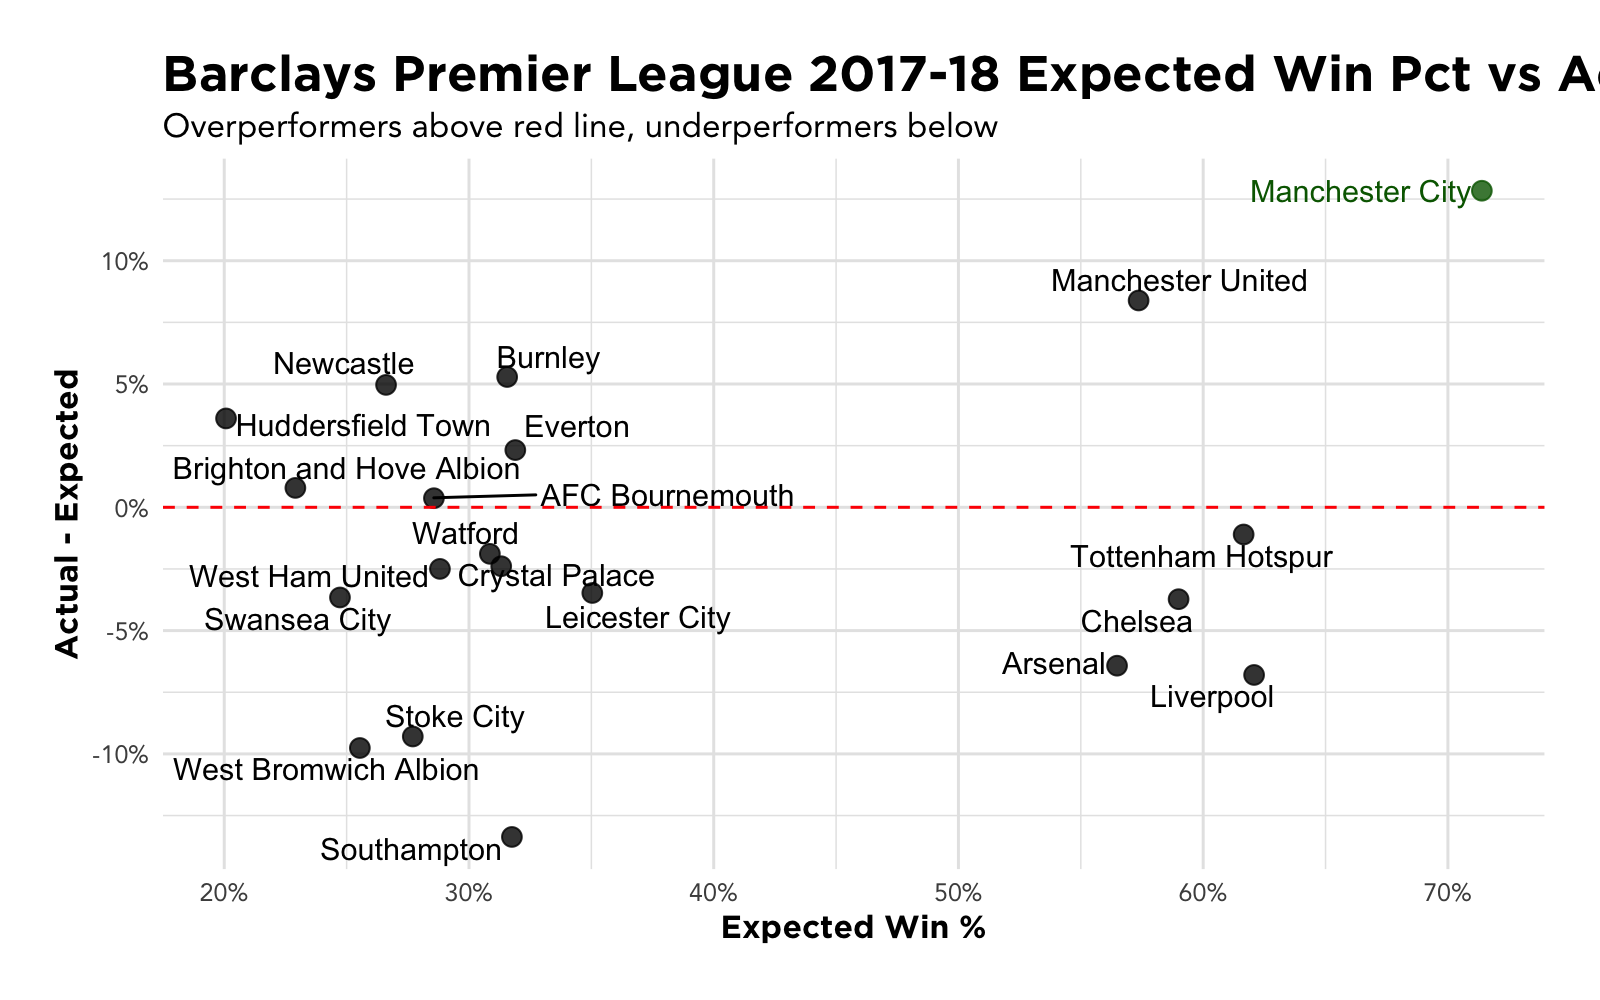 Barclays Premier League 2017-18 Expected Win Pct vs
Overperformers above red line, underperformers below
Manchester City
10%
Manchester United
Newcastle
Burnley
5%
Huddersfield Town
Everton
Brighton and Hove Albion
AFC Bournemouth
0%
Watford
Tottenham Hotspur
West Ham United
Crystal Palace
Swansea City
Leicester City
Chelsea
-5%
Arsenal
Liverpool
Stoke City
-10%
West Bromwich Albion
Southampton
20%
30%
40%
50%
60%
70%
Expected Win %
Actual - Expected